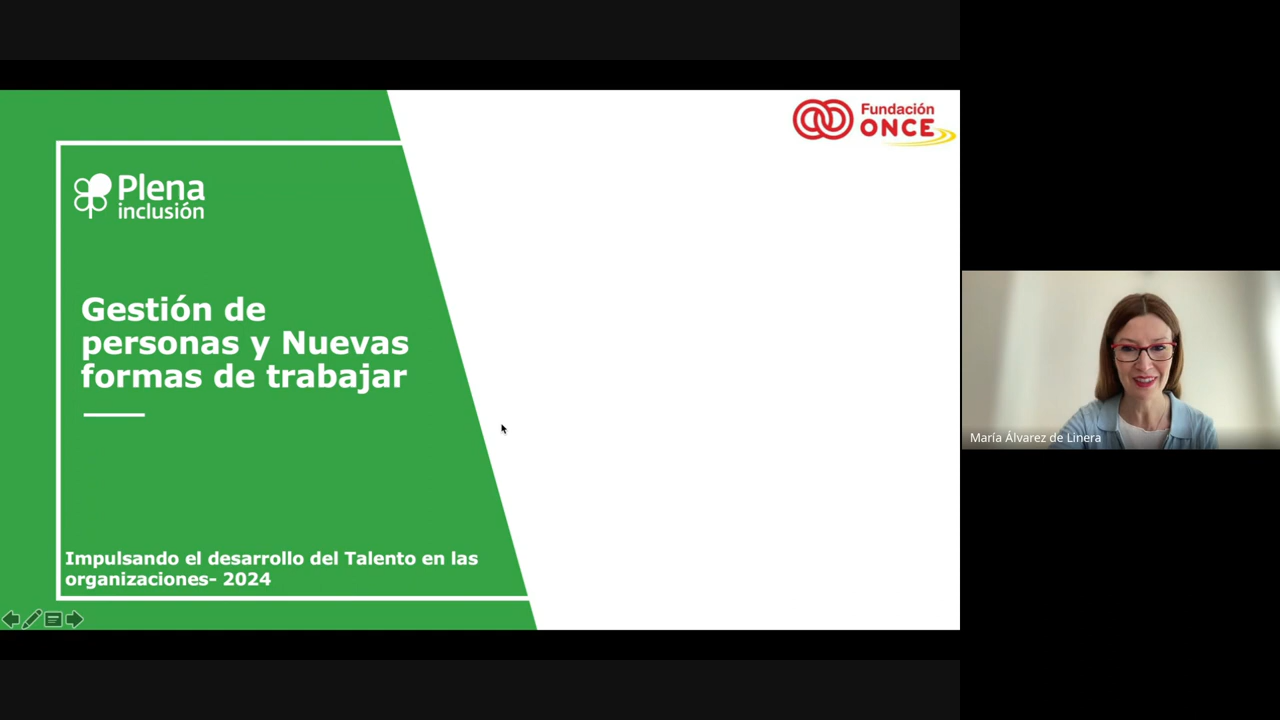 Fundación
ONCE
Plena
inclusión
Gestión de
personas y Nuevas
formas de trabajar
Impulsando el desarrollo del Talento en las
organizaciones- 2024
María Álvarez de Linera